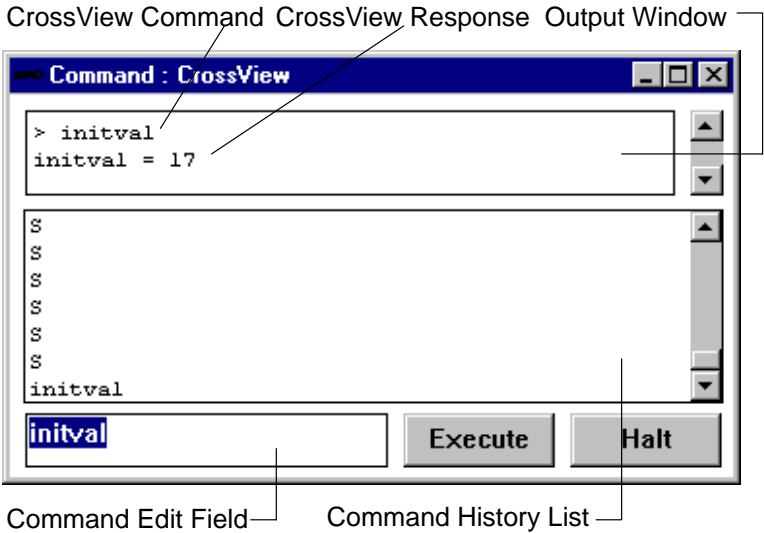 CrossView Command CrossView Response Output Window
Command : CrossView
> initval
initval = 17
S
S
S
S
S
S
initval
initval
Execute
Halt
Command Edit Field
Command History List